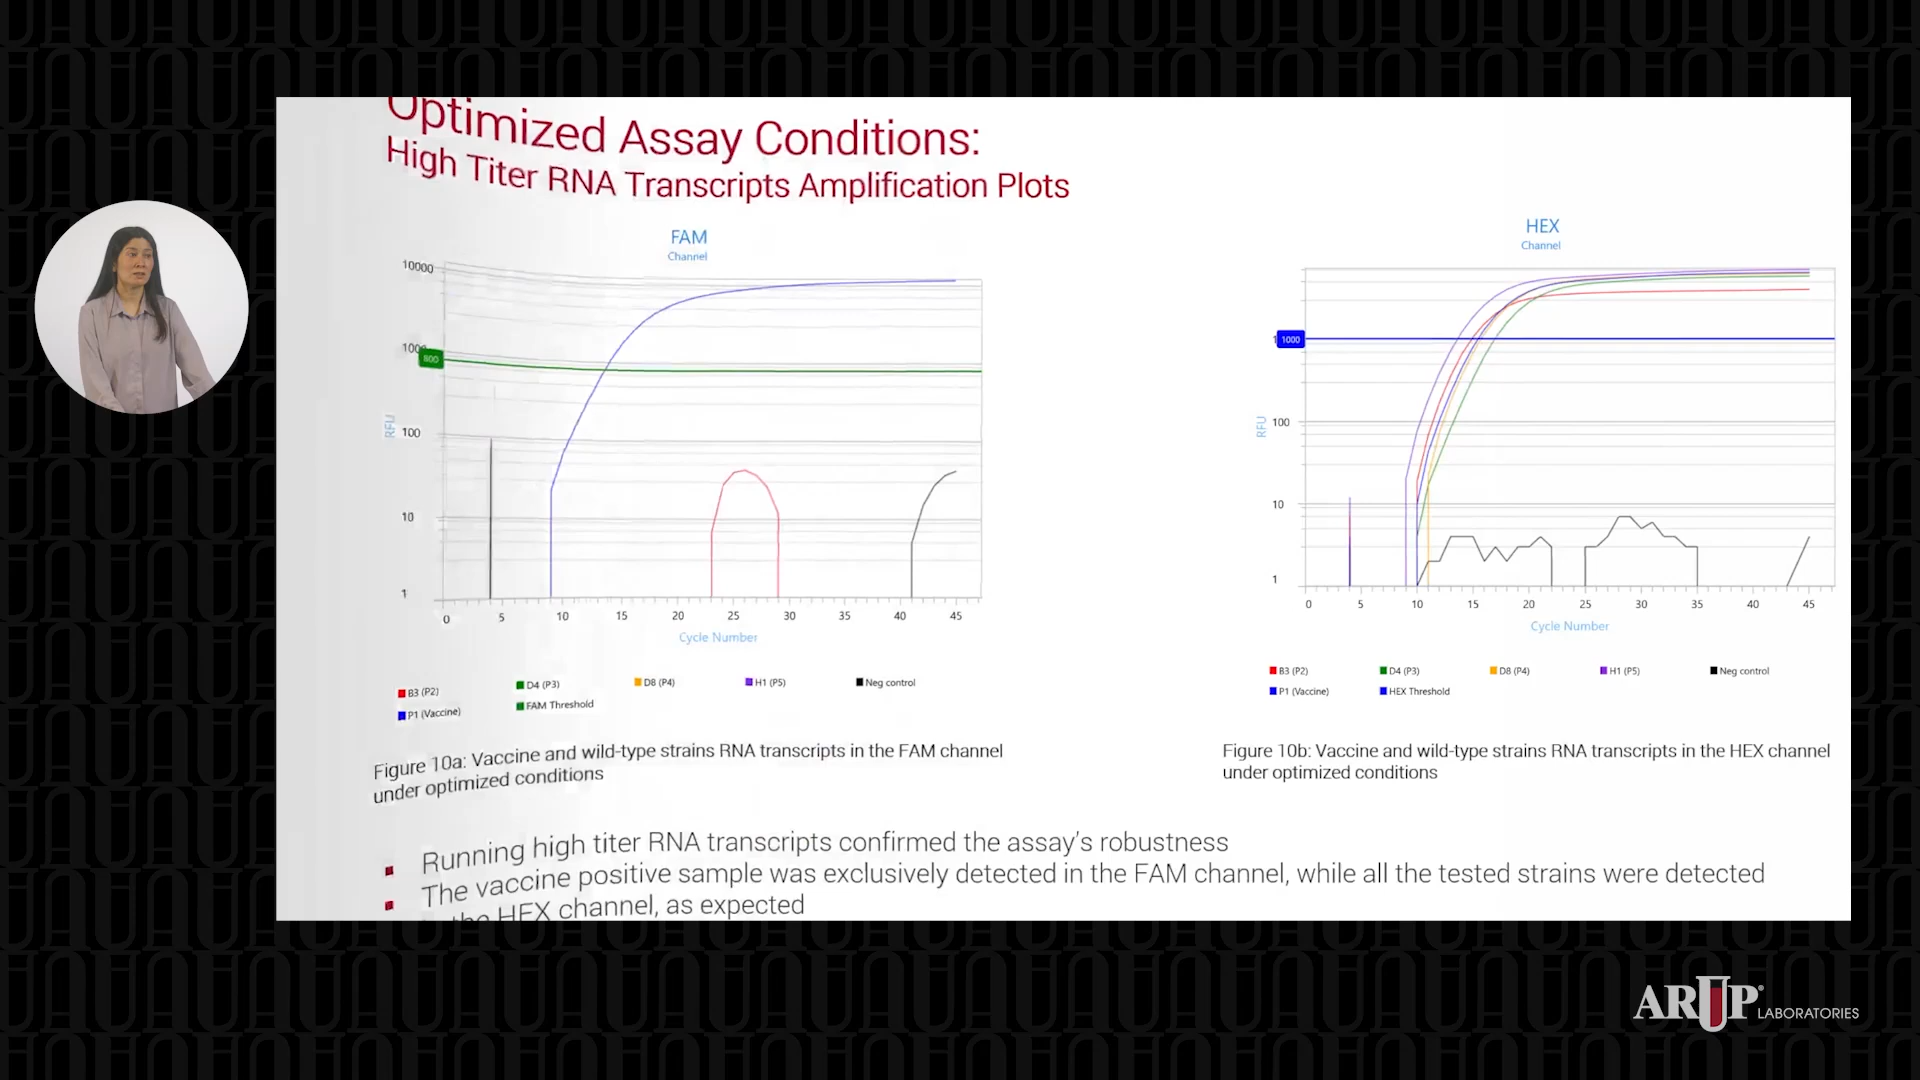 Optimized Assay Conditions:
High Titer RNA Transcripts Amplification Plots
FAM
Channel
10000
1000
800
100
10
1
RFU
0 5 10 15 20 25 30 35 40 45
Cycle Number
B3 (P2) D4 (P3) D8 (P4) H1 (P5) Neg control
P1 (Vaccine) FAM Threshold
Figure 10a: Vaccine and wild-type strains RNA transcripts in the FAM channel
under optimized conditions
HEX
Channel
1000
100
10
1
RFU
0 5 10 15 20 25 30 35 40 45
Cycle Number
B3 (P2) D4 (P3) D8 (P4) H1 (P5) Neg control
P1 (Vaccine) HEX Threshold
Figure 10b: Vaccine and wild-type strains RNA transcripts in the HEX channel
under optimized conditions
Running high titer RNA transcripts confirmed the assay's robustness
The vaccine positive sample was exclusively detected in the FAM channel, while all the tested strains were detected
the HEX channel, as expected
ARUP® LABORATORIES